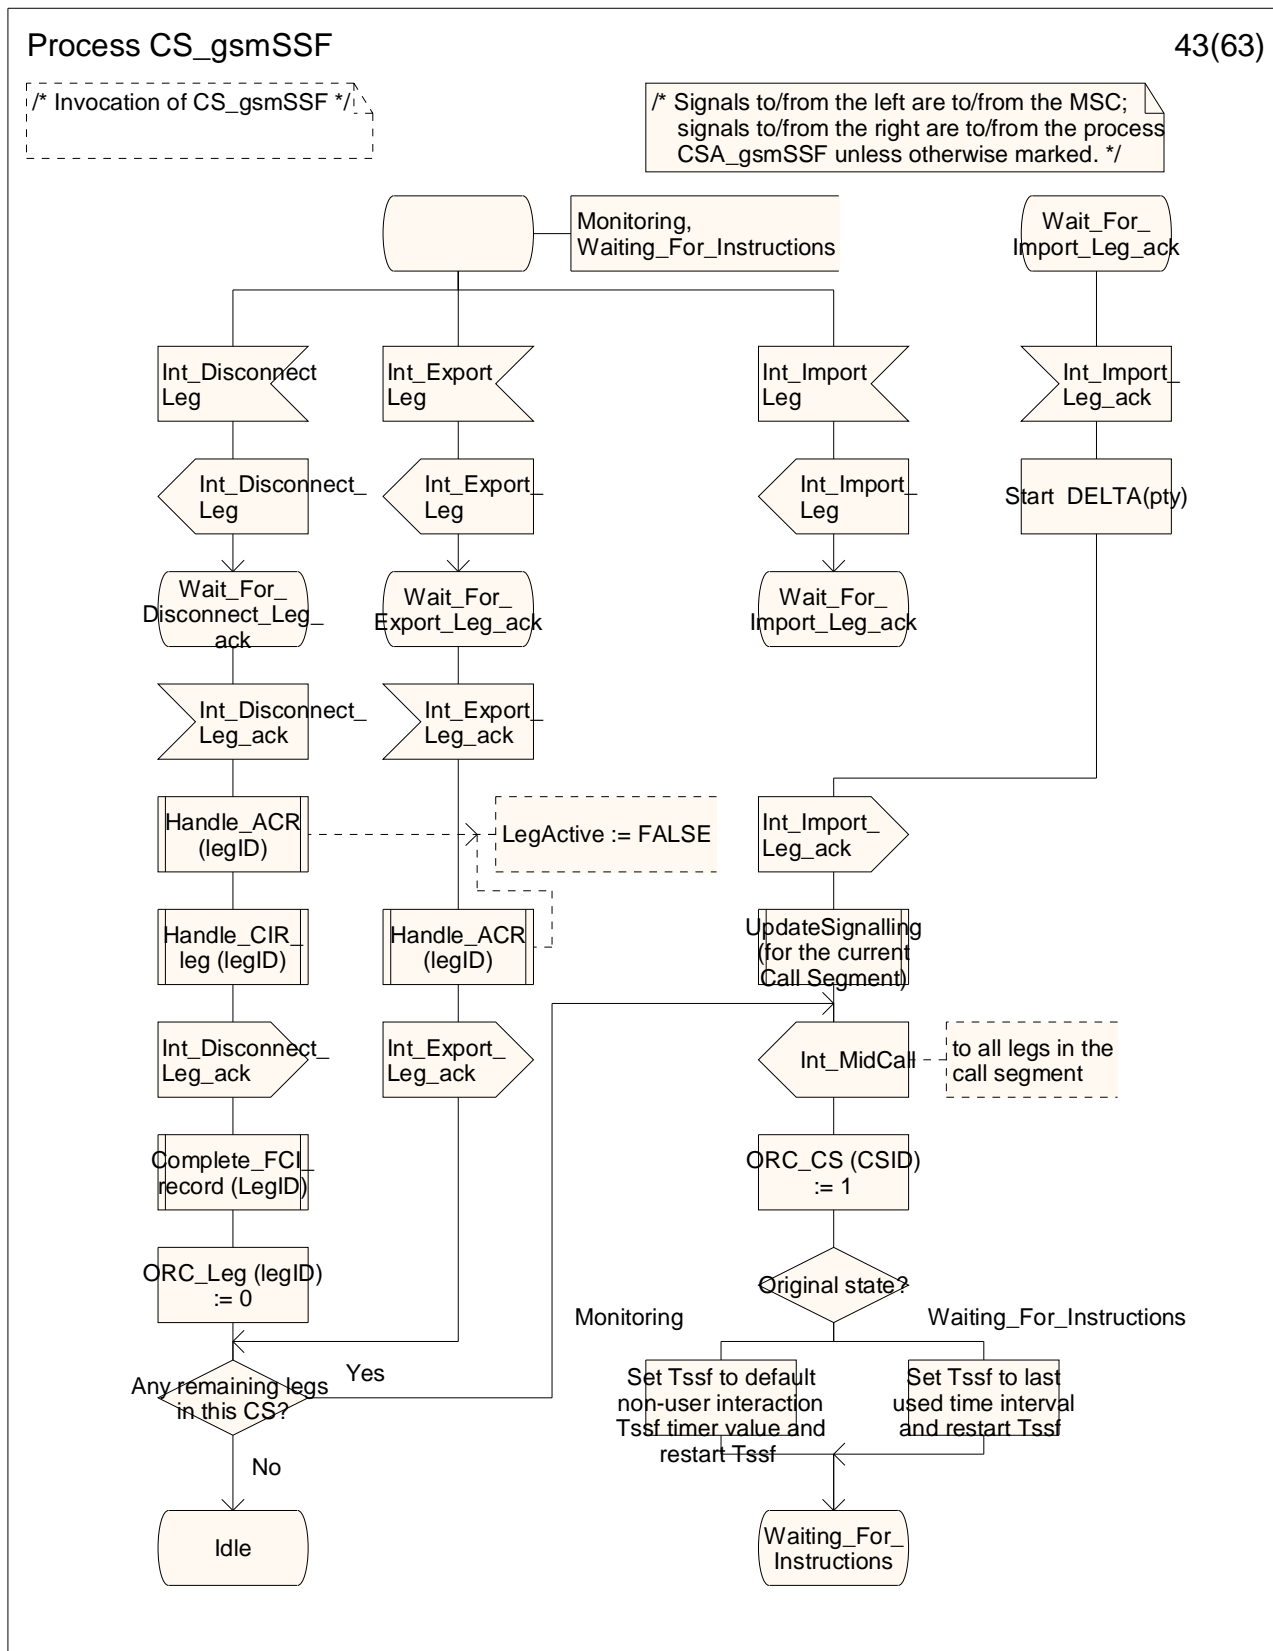 Process CS_gsmSSF
43(63)
/* Invocation of CS_gsmSSF */
/* Signals to/from the left are to/from the MSC;
signals to/from the right are to/from the process
CSA_gsmSSF unless otherwise marked. */
Monitoring,
Waiting_For_Instructions
Wait_For_
Import_Leg_ack
Int_Disconnect
Leg
Int_Export
Leg
Int_Import
Leg
Int_Import_
Leg_ack
Int_Disconnect_
Leg
Int_Export_
Leg
Int_Import_
Leg
Start DELTA(pty)
Wait_For_
Disconnect_Leg_
ack
Wait_For_
Export_Leg_ack
Wait_For_
Import_Leg_ack
Int_Disconnect_
Leg_ack
Int_Export_
Leg_ack
Handle_ACR
(legID)
LegActive := FALSE
Int_Import_
Leg_ack
Handle_CIR_
leg (legID)
Handle_ACR
(legID)
UpdateSignalling
(for the current
Call Segment)
Int_Disconnect_
Leg_ack
Int_Export_
Leg_ack
Int_MidCall
to all legs in the
call segment
Complete_FCI_
record (LegID)
ORC_CS (CSID)
:= 1
ORC_Leg (legID)
:= 0
Original state?
Monitoring
Waiting_For_Instructions
Any remaining legs
in this CS?
Yes
Set Tssf to default
non-user interaction
Tssf timer value and
restart Tssf
Set Tssf to last
used time interval
and restart Tssf
No
Idle
Waiting_For_
Instructions